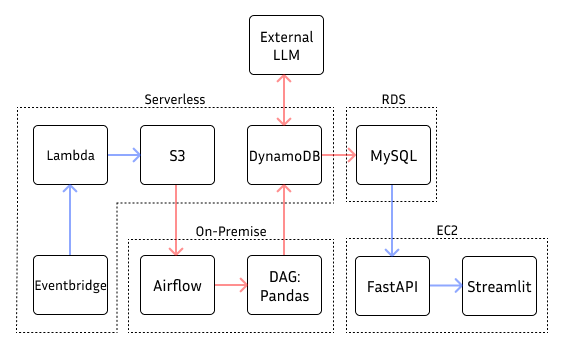 External
LLM
Serverless
RDS
Lambda
S3
DynamoDB
MySQL
On-Premise
EC2
Eventbridge
Airflow
DAG:
Pandas
FastAPI
Streamlit